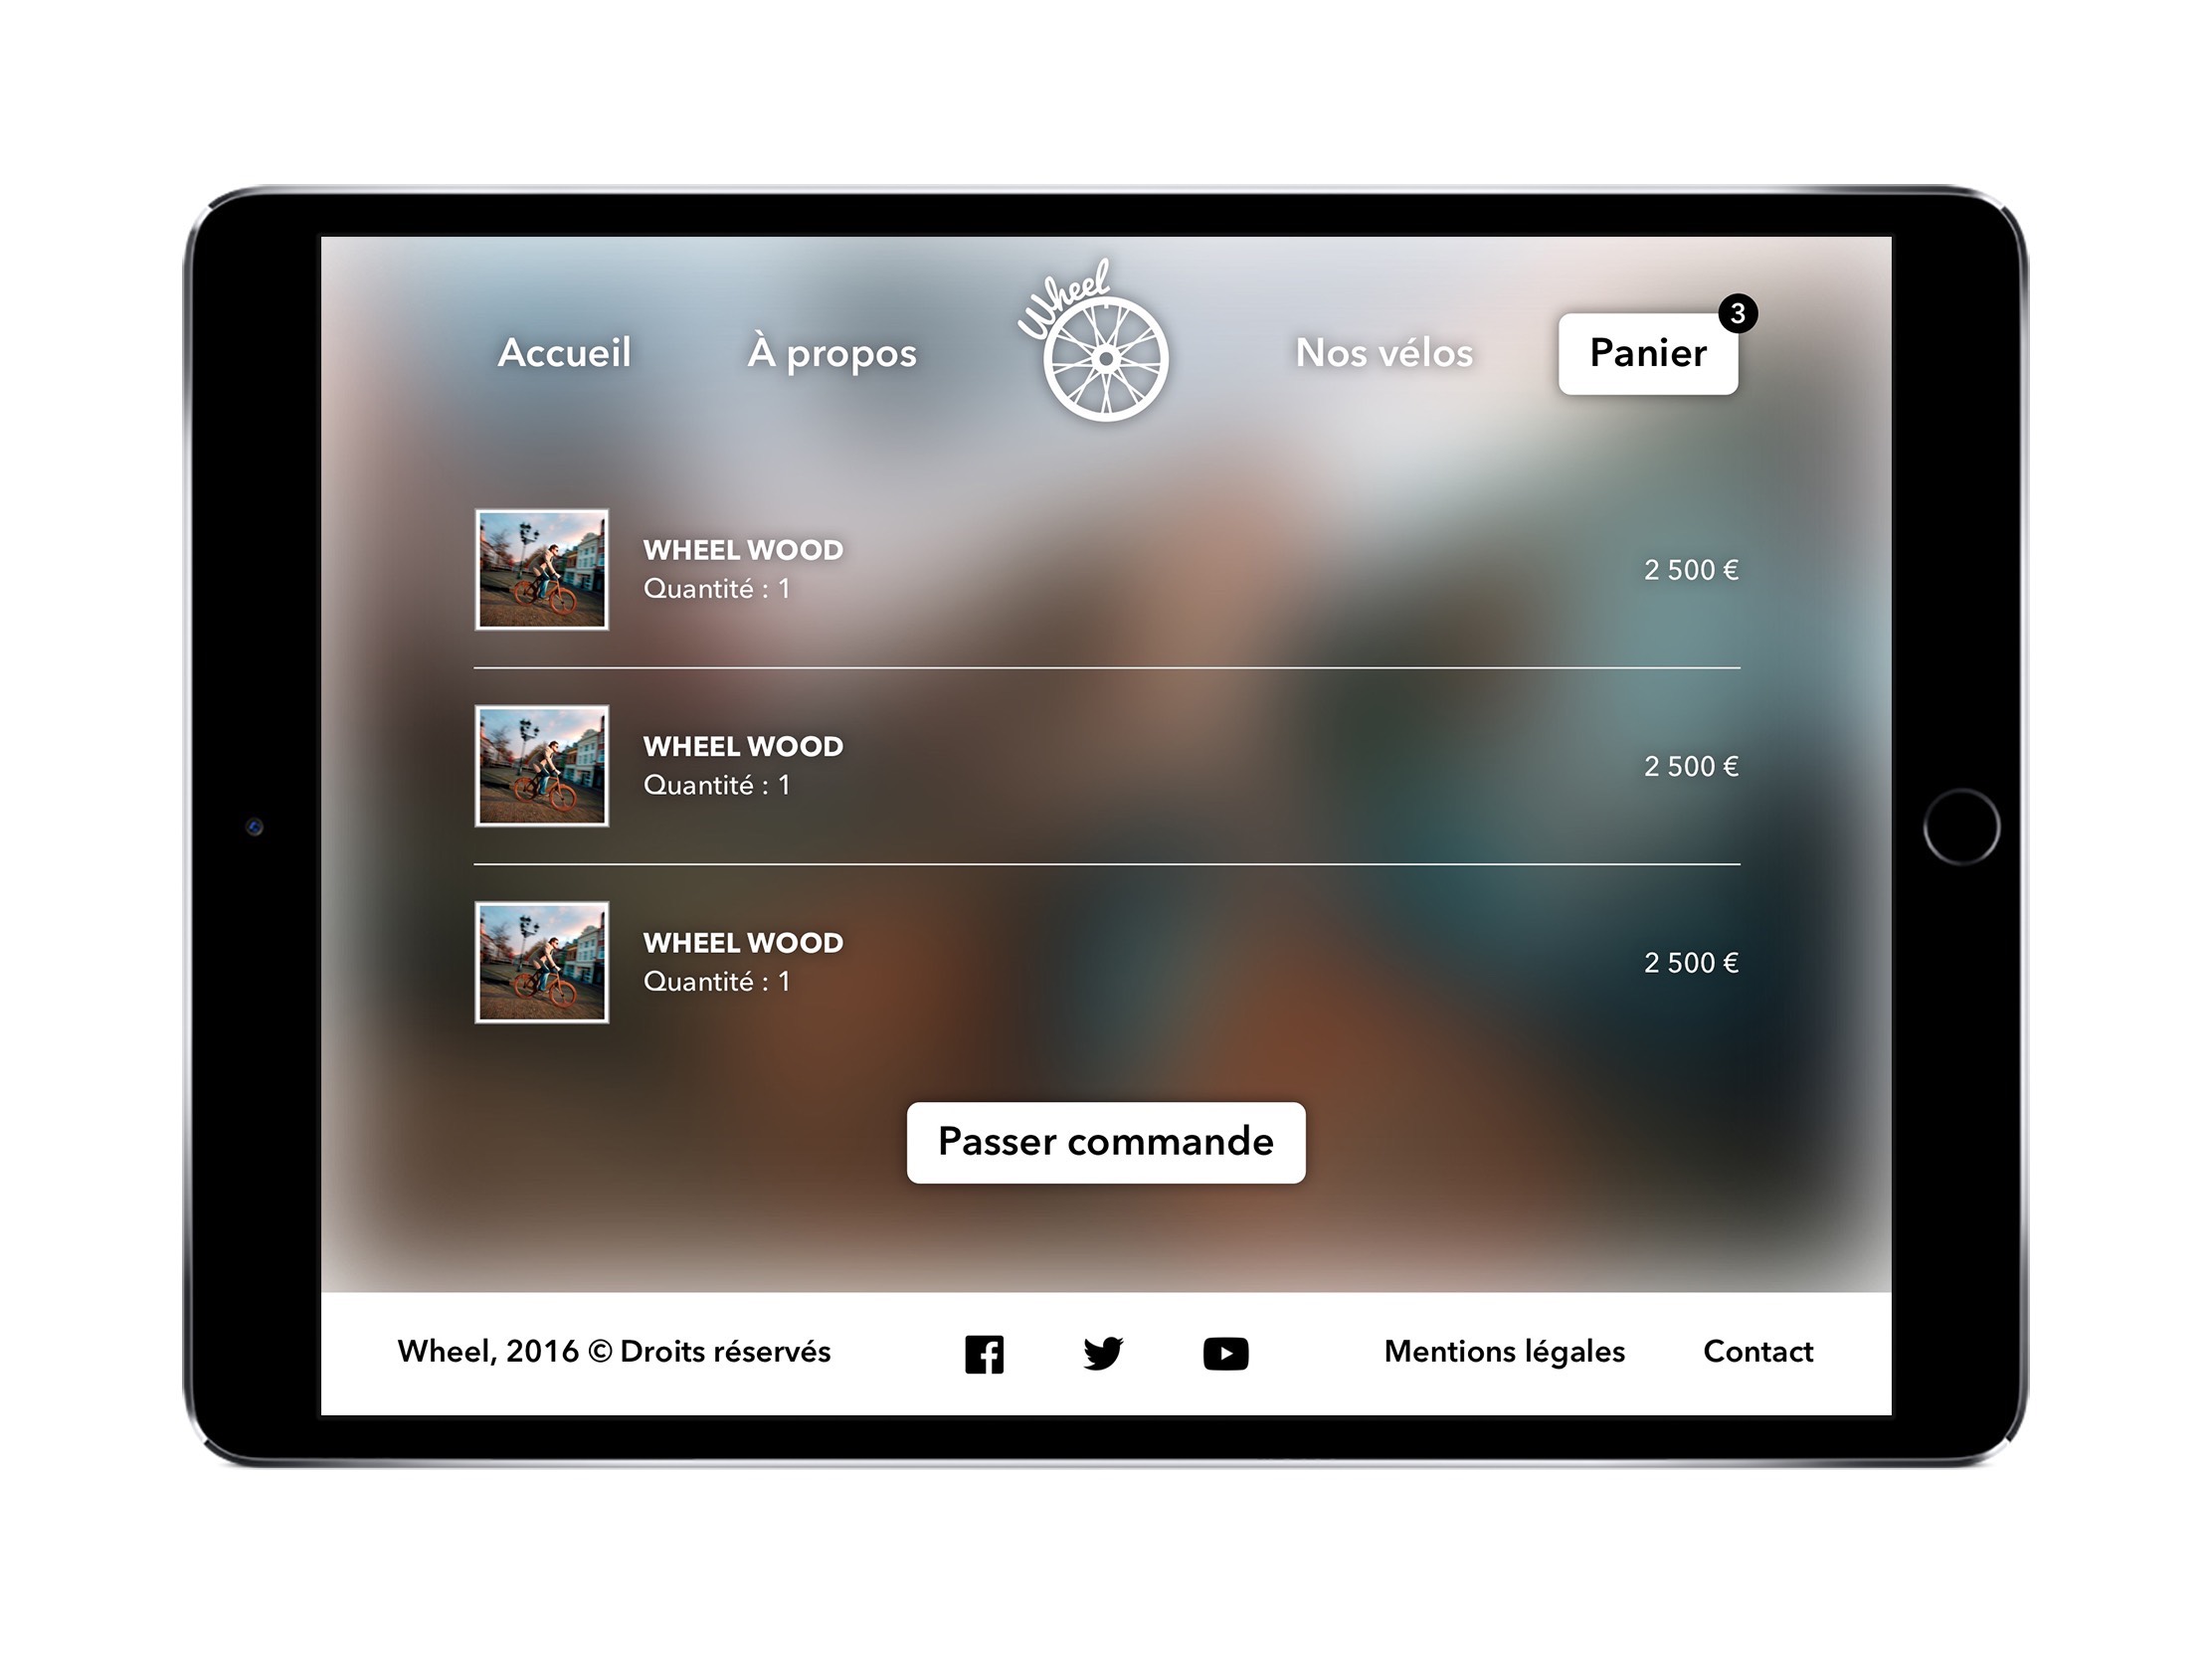 Wheel
Accueil
À propos
Nos vélos
Panier
3
WHEEL WOOD
Quantité : 1
2 500 €
WHEEL WOOD
Quantité : 1
2 500 €
WHEEL WOOD
Quantité : 1
2 500 €
Passer commande
Wheel, 2016 © Droits réservés
Mentions légales
Contact